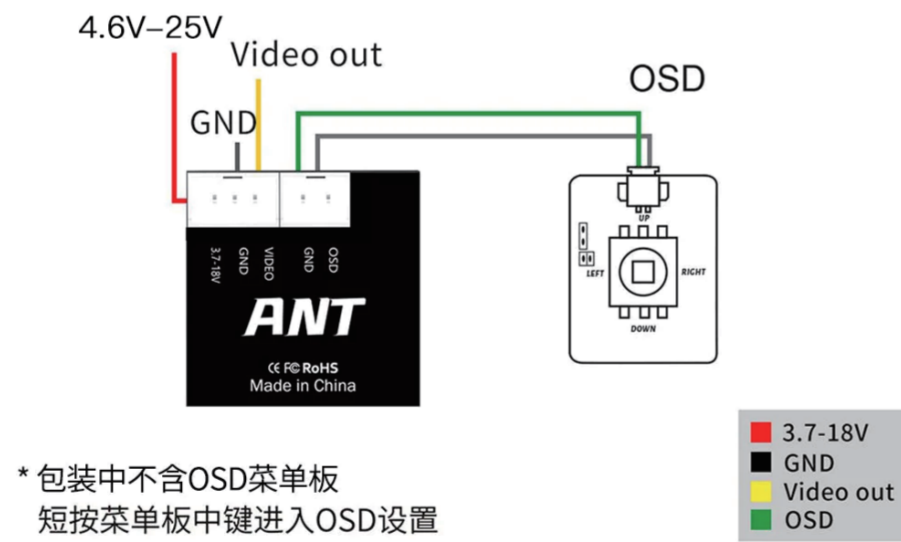 4.6V–25V
Video out
OSD
GND
UP
LEFT
RIGHT
DOWN
3.7-18V
GND
VIDEO
GND
OSD
ANT
CE FC RoHS
Made in China
3.7-18V
GND
Video out
OSD
* 包装中不含OSD菜单板
短按菜单板中键进入OSD设置